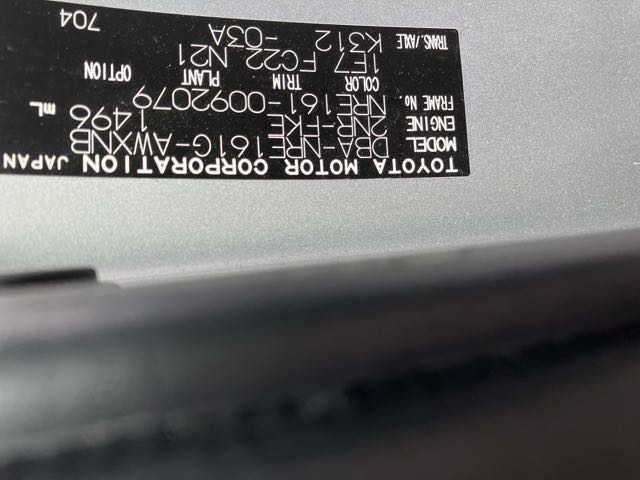 TOYOTA MOTOR CORPORATION JAPAN
MODEL DBA-NRE161G-AWXNB
ENGINE 2NR-FKE 1496 mL
FRAME No. NRE161-0092079
COLOR TRIM PLANT OPTION
1E7 FC22 N21
TRANS./AXLE K312 -03A
704